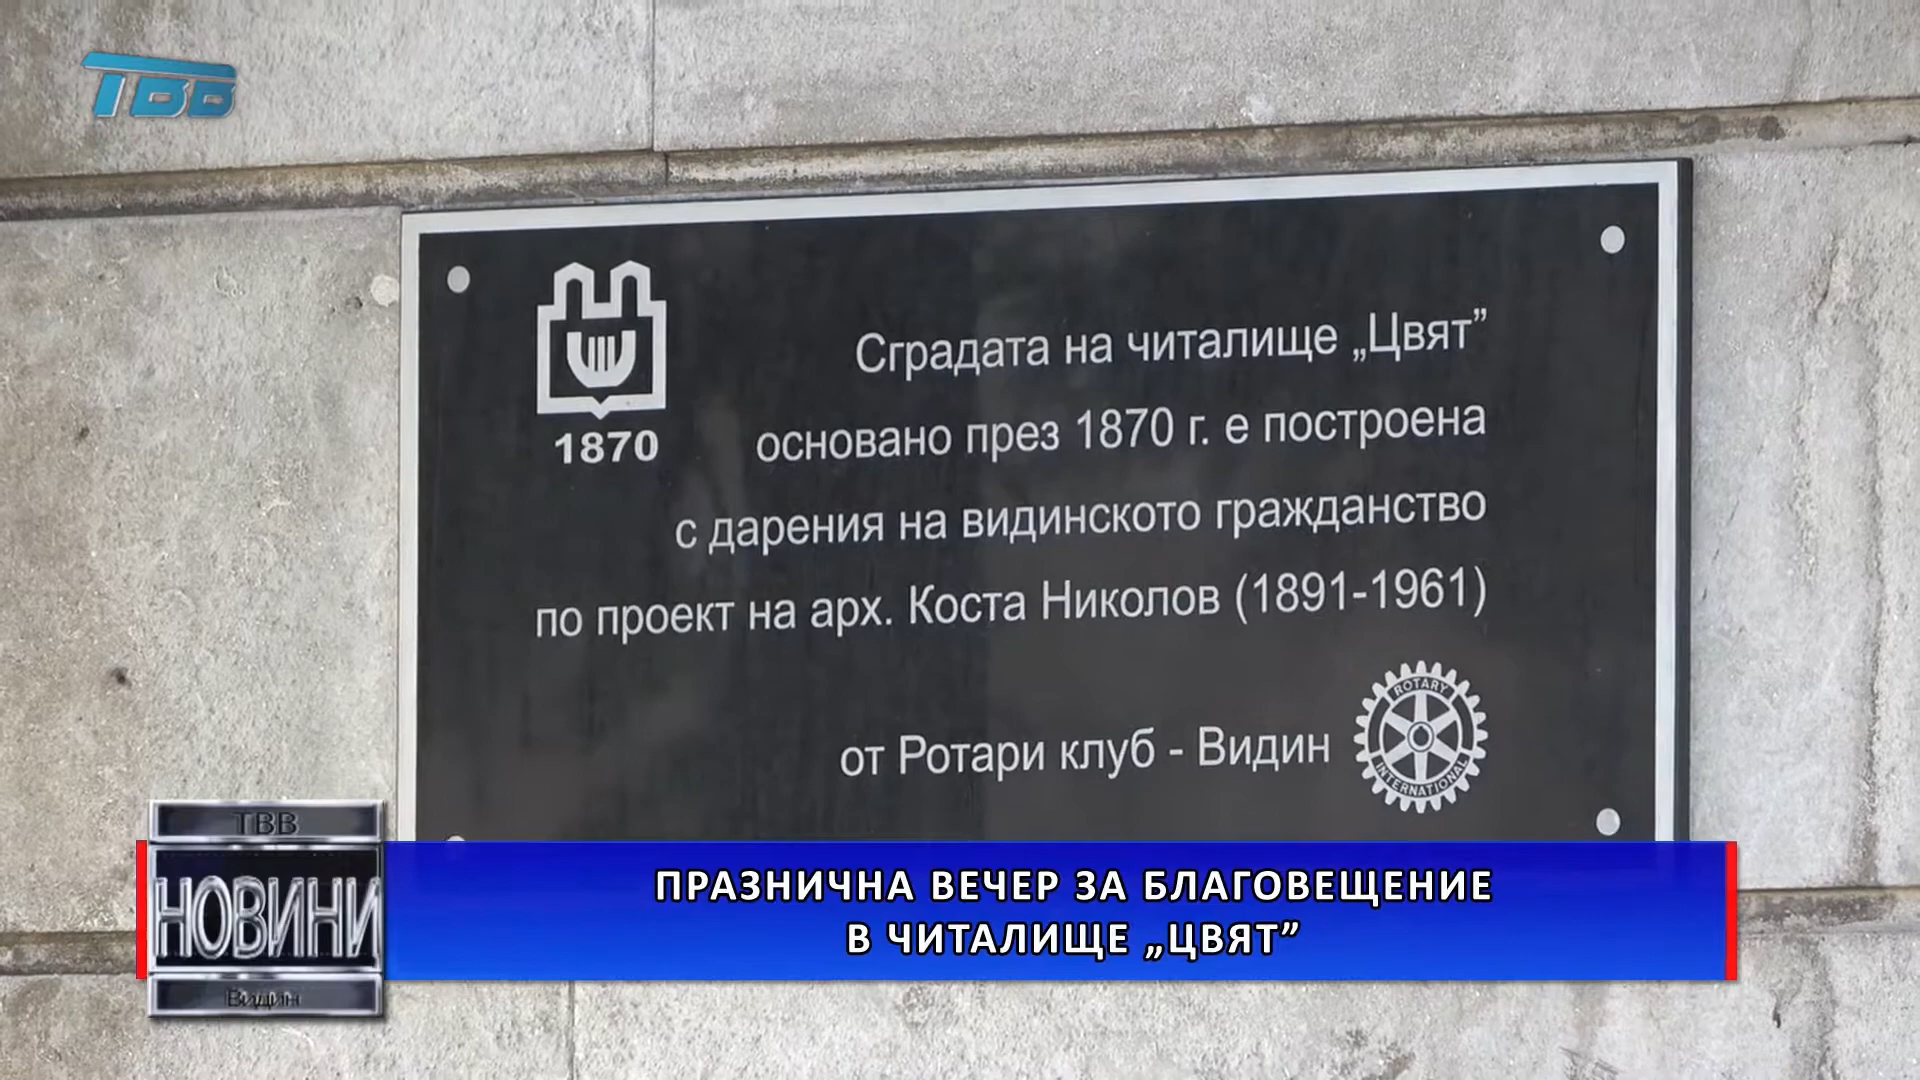 ТВВ
1870
Сградата на читалище „Цвят”
основано през 1870 г. е построена
с дарения на видинското гражданство
по проект на арх. Коста Николов (1891-1961)
от Ротари клуб - Видин
ROTARY
INTERNATIONAL
ТВВ
НОВИНИ
Видин
ПРАЗНИЧНА ВЕЧЕР ЗА БЛАГОВЕЩЕНИЕ
В ЧИТАЛИЩЕ „ЦВЯТ”